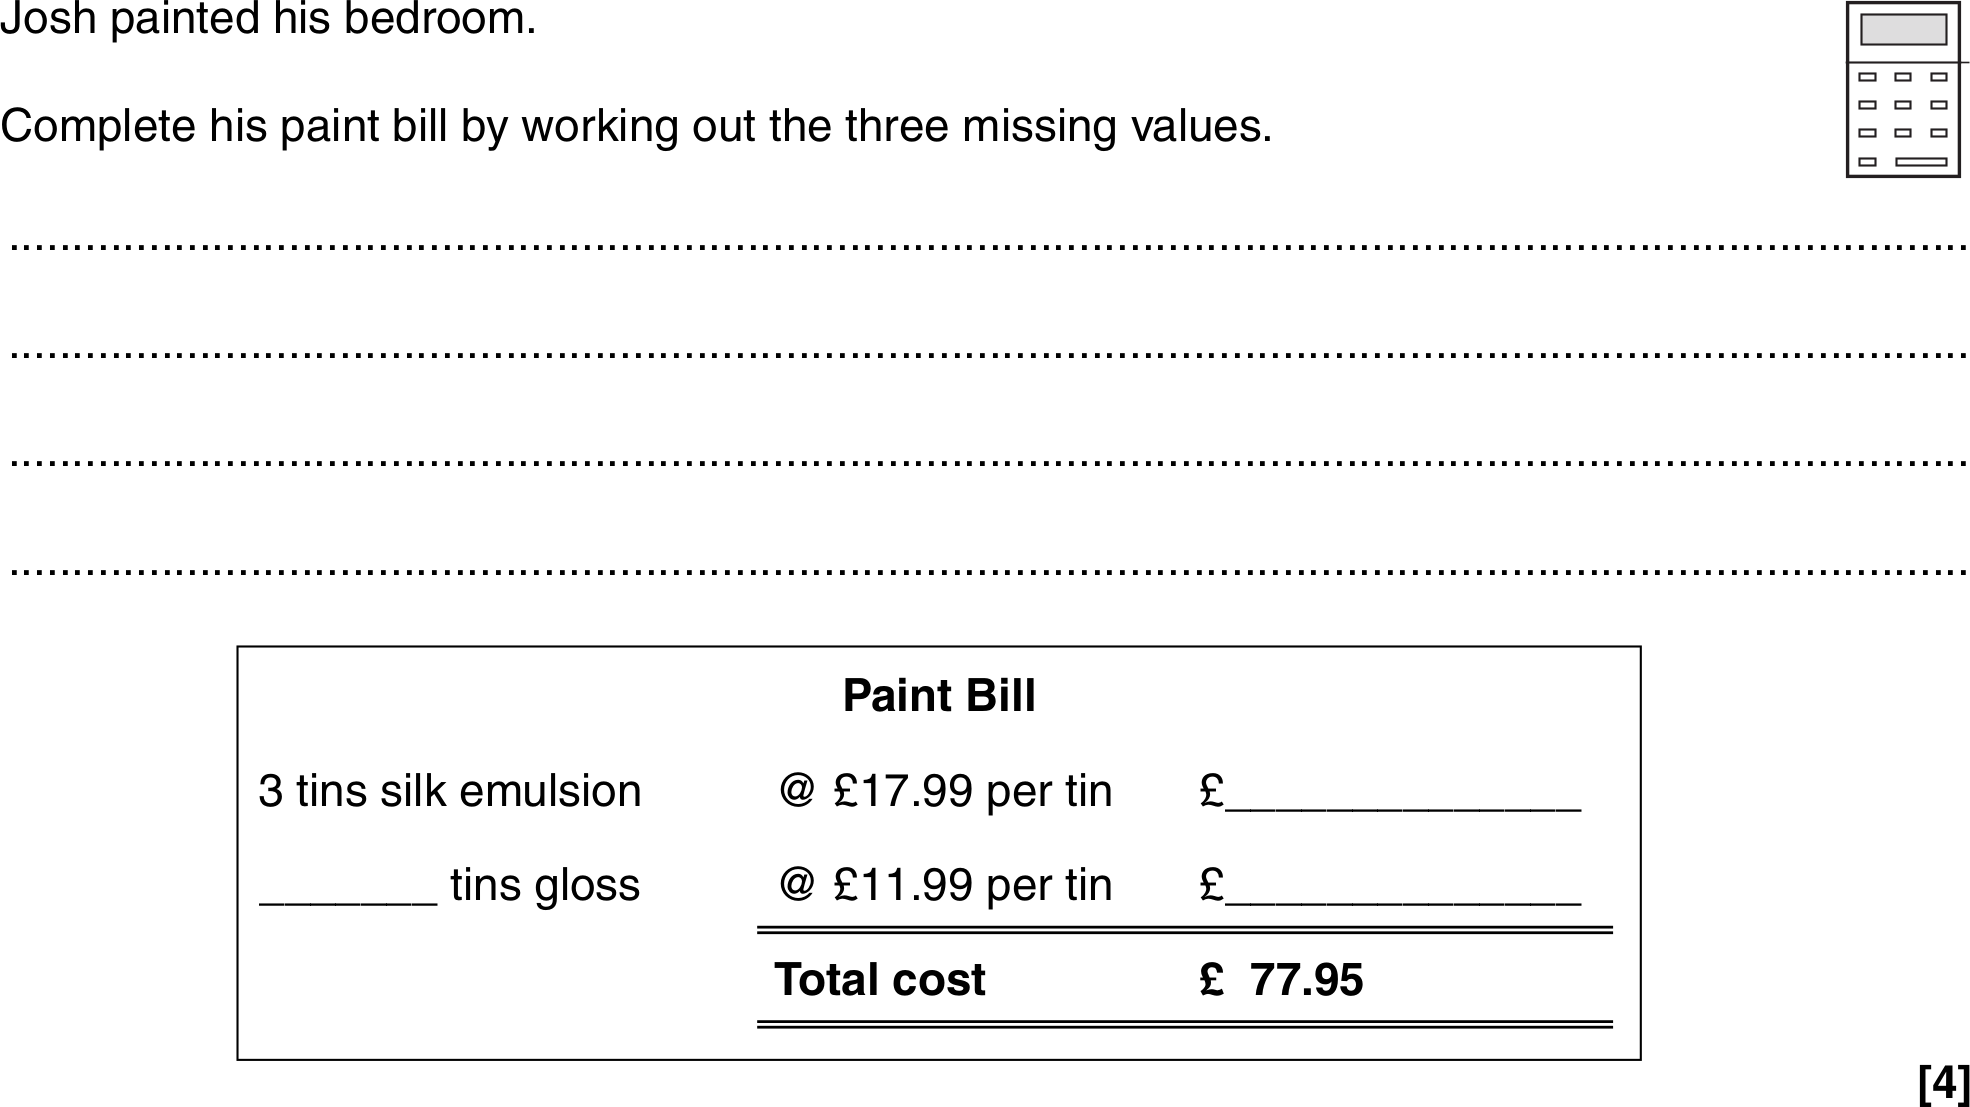 Josh painted his bedroom.
Complete his paint bill by working out the three missing values.
Paint Bill
3 tins silk emulsion @ £17.99 per tin £______________
_______ tins gloss @ £11.99 per tin £______________
Total cost £ 77.95
[4]